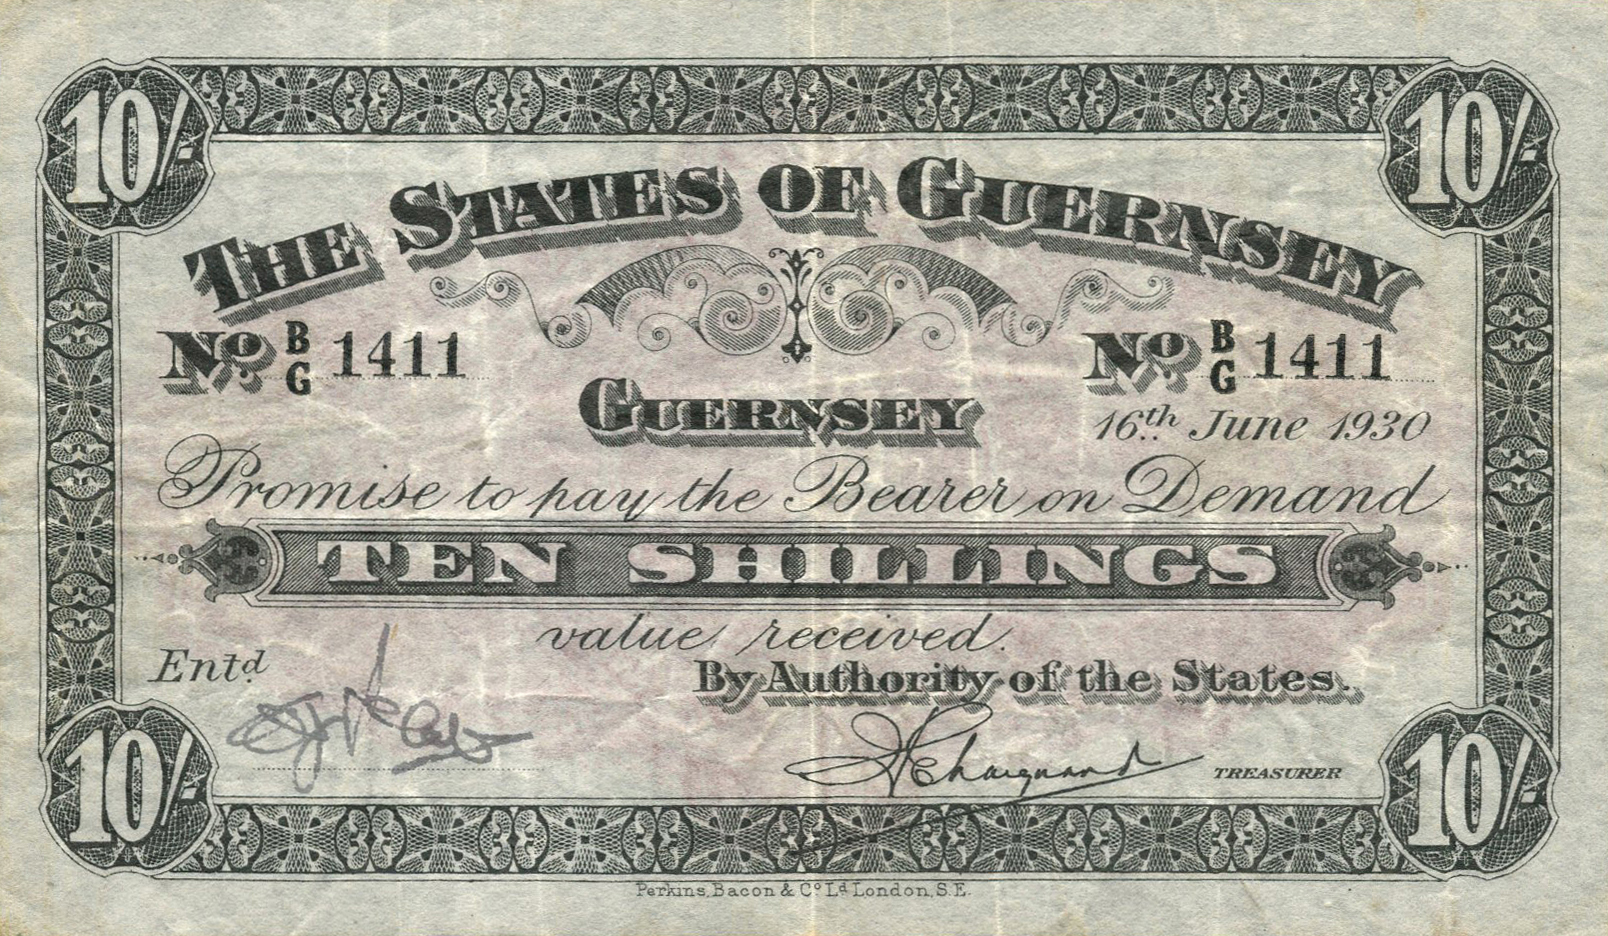 10/- 10/-
THE STATES OF GUERNSEY
No. B/G 1411 No. B/G 1411
GUERNSEY
16th June 1930
Promise to pay the Bearer on Demand
TEN SHILLINGS
value received.
Entd
By Authority of the States.
TREASURER
10/- 10/-
Perkins, Bacon & Co Ld London, S.E.